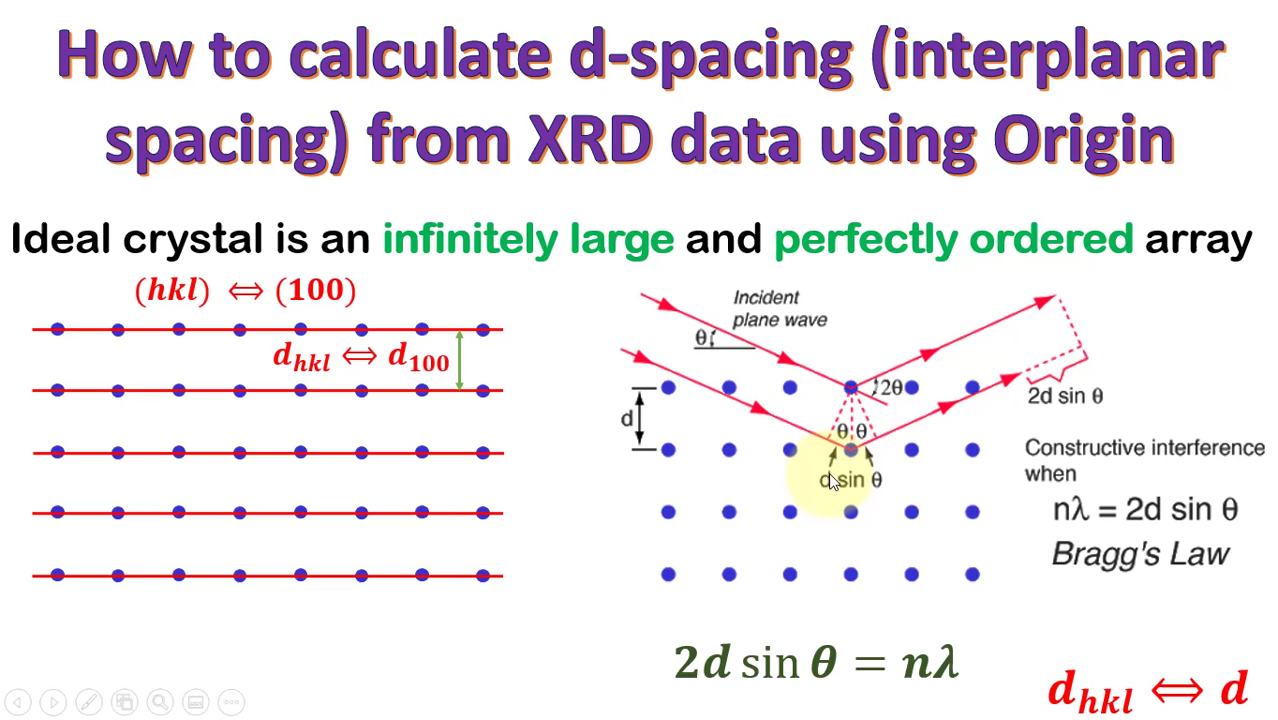 How to calculate d-spacing (interplanar
spacing) from XRD data using Origin
Ideal crystal is an infinitely large and perfectly ordered array
(hkl) ⟺ (100)
d_hkl ⟺ d_100
Incident
plane wave
θ
2θ
2d sin θ
d
θ θ
d sin θ
Constructive interference
when
nλ = 2d sin θ
Bragg's Law
2d sin θ = nλ
d_hkl ⟺ d